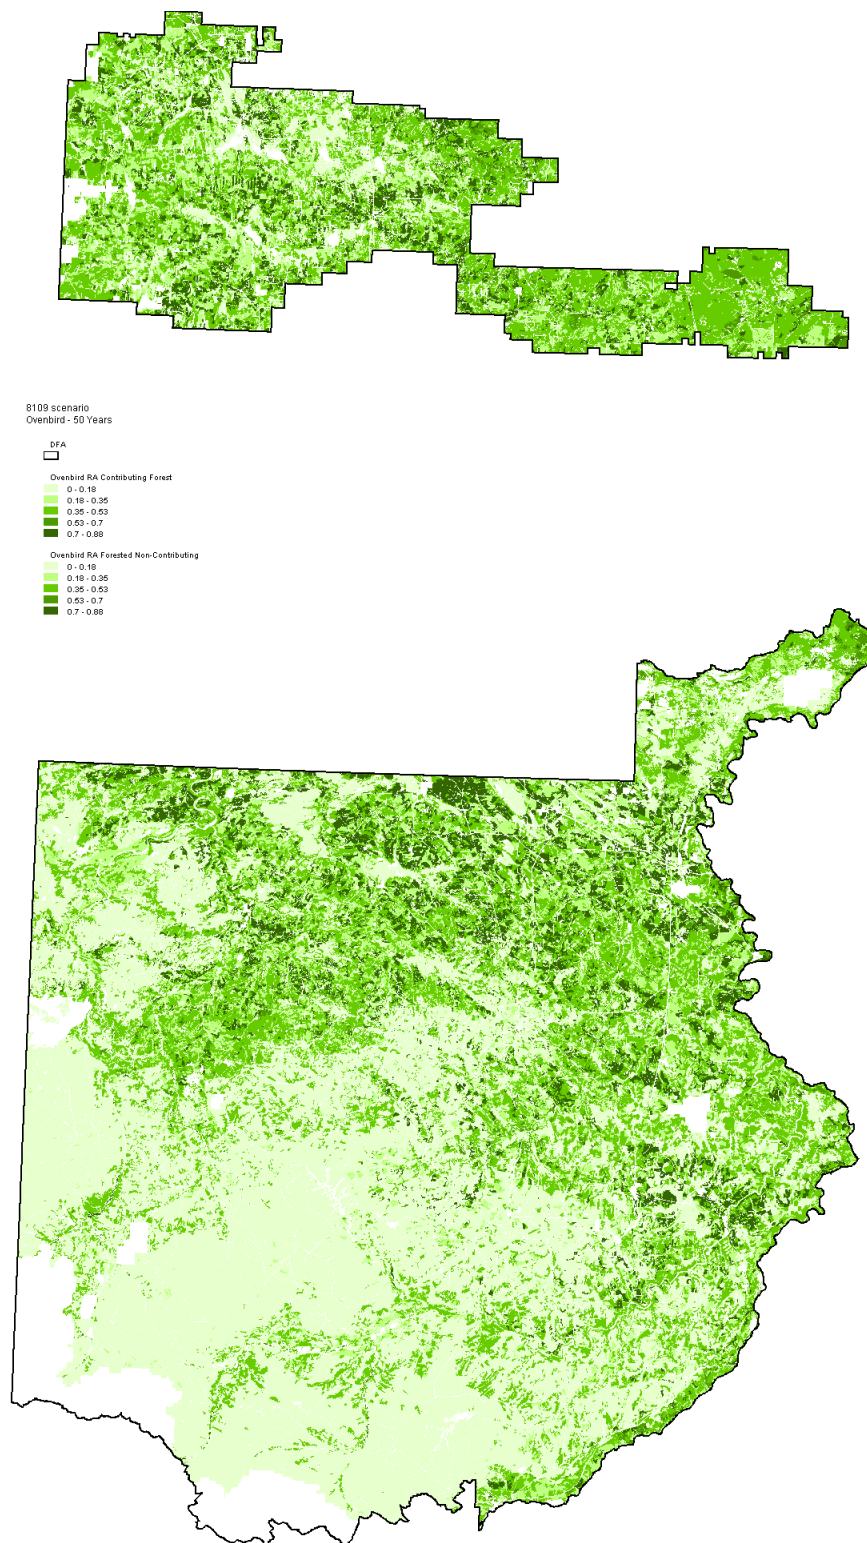 8109 scenario
Ovenbird - 50 Years
DFA
Ovenbird RA Contributing Forest
0 - 0.18
0.18 - 0.35
0.35 - 0.53
0.53 - 0.7
0.7 - 0.88
Ovenbird RA Forested Non-Contributing
0 - 0.18
0.18 - 0.35
0.35 - 0.53
0.53 - 0.7
0.7 - 0.88